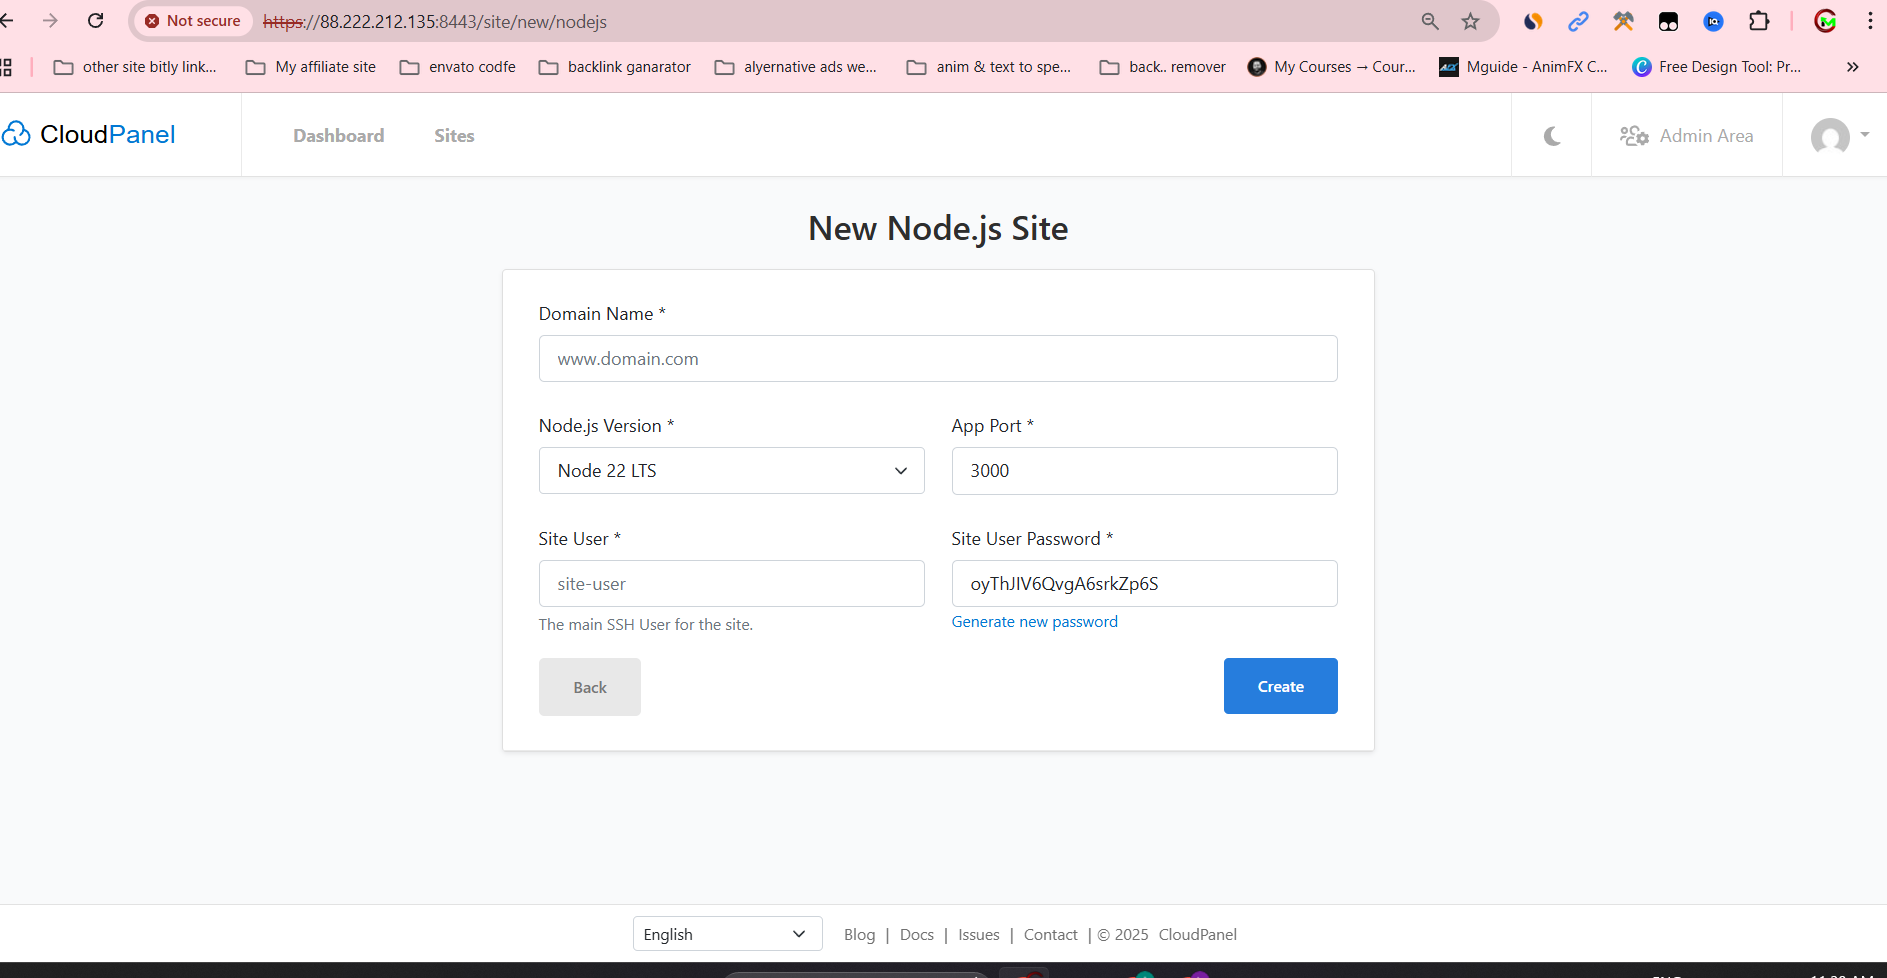 Not secure https://88.222.212.135:8443/site/new/nodejs
other site bitly link... My affiliate site envato codfe backlink ganarator alyernative ads we... anim & text to spe... back.. remover My Courses → Cour... Mguide - AnimFX C... Free Design Tool: Pr... »
CloudPanel Dashboard Sites Admin Area
New Node.js Site
Domain Name *
www.domain.com
Node.js Version * App Port *
Node 22 LTS 3000
Site User * Site User Password *
site-user oyThJIV6QvgA6srkZp6S
The main SSH User for the site. Generate new password
Back Create
English Blog | Docs | Issues | Contact | © 2025 CloudPanel